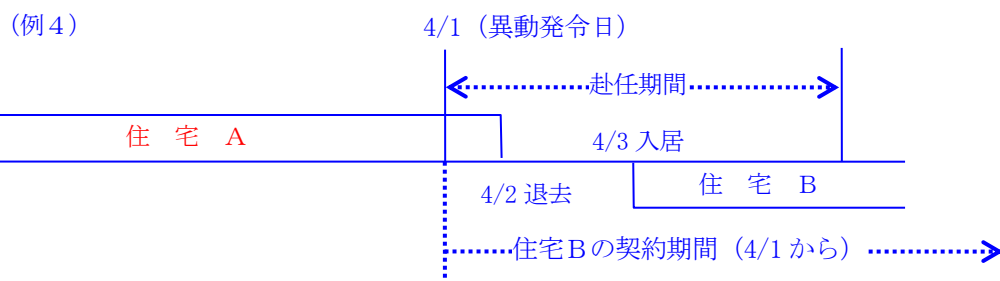 (例４)
4/1（異動発令日）
赴任期間
住 宅 Ａ
4/3 入居
4/2 退去
住 宅 Ｂ
住宅Ｂの契約期間（4/1 から）